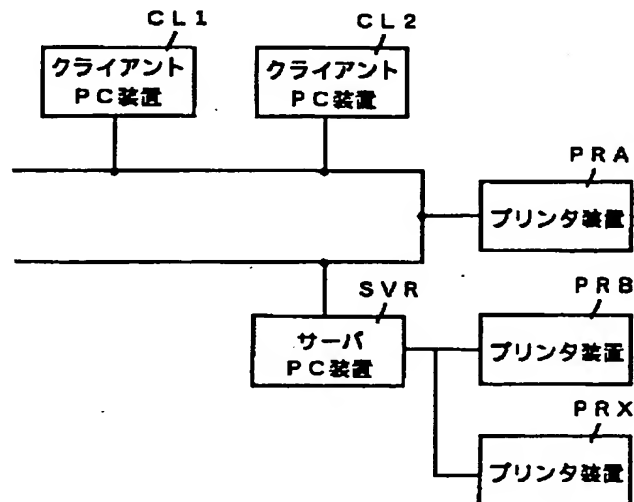 CL1
CL2
クライアント
PC装置
クライアント
PC装置
PRA
プリンタ装置
SVR
サーバ
PC装置
PRB
プリンタ装置
PRX
プリンタ装置